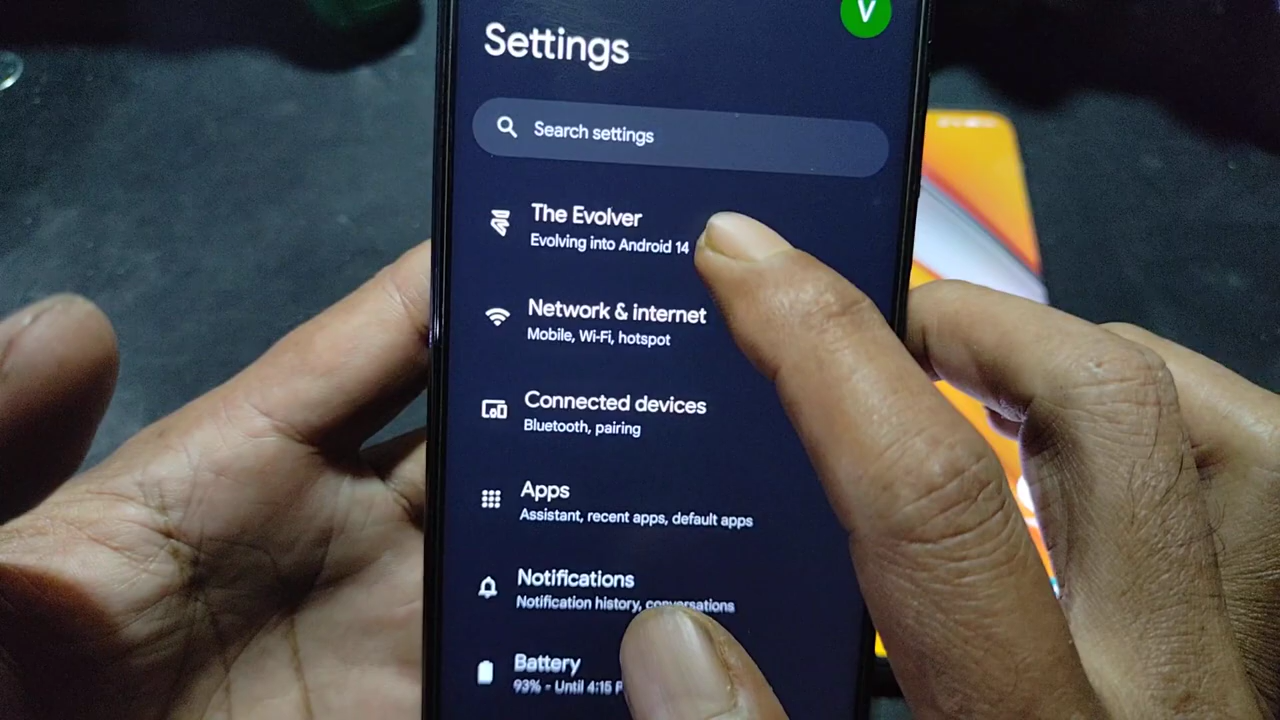 V
Settings
Search settings
The Evolver
Evolving into Android 14
Network & internet
Mobile, Wi-Fi, hotspot
Connected devices
Bluetooth, pairing
Apps
Assistant, recent apps, default apps
Notifications
Notification history, conversations
Battery
93% - Until 4:15